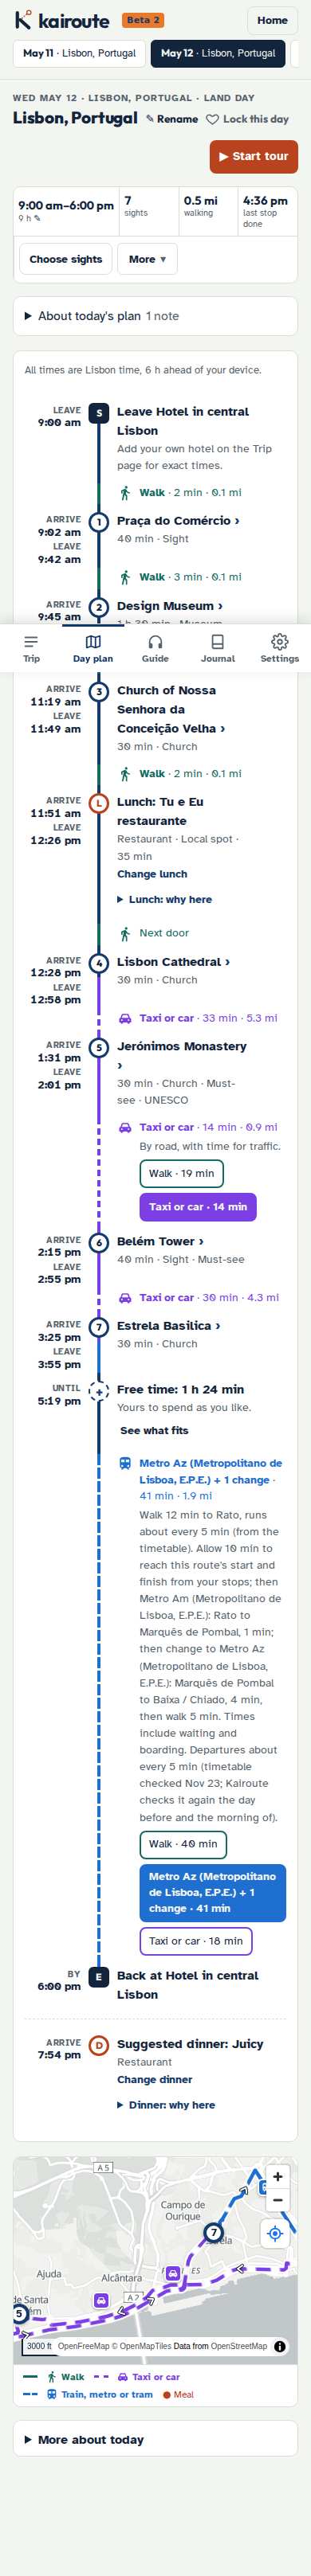 kairoute Beta 2 Home
May 11 · Lisbon, Portugal May 12 · Lisbon, Portugal
WED MAY 12 · LISBON, PORTUGAL · LAND DAY
Lisbon, Portugal ✎ Rename ♡ Lock this day
▶ Start tour
9:00 am–6:00 pm 7 0.5 mi 4:36 pm
9 h ✎ sights walking last stop
done
Choose sights More ▾
▶ About today's plan 1 note
All times are Lisbon time, 6 h ahead of your device.
LEAVE
9:00 am
S
Leave Hotel in central
Lisbon
Add your own hotel on the Trip
page for exact times.
Walk · 2 min · 0.1 mi
ARRIVE
9:02 am
LEAVE
9:42 am
1
Praça do Comércio ›
40 min · Sight
Walk · 3 min · 0.1 mi
ARRIVE
9:45 am
2
Design Museum ›
Trip Day plan Guide Journal Settings
ARRIVE
11:19 am
LEAVE
11:49 am
3
Church of Nossa
Senhora da
Conceição Velha ›
30 min · Church
Walk · 2 min · 0.1 mi
ARRIVE
11:51 am
LEAVE
12:26 pm
L
Lunch: Tu e Eu
restaurante
Restaurant · Local spot ·
35 min
Change lunch
▶ Lunch: why here
Next door
ARRIVE
12:28 pm
LEAVE
12:58 pm
4
Lisbon Cathedral ›
30 min · Church
Taxi or car · 33 min · 5.3 mi
ARRIVE
1:31 pm
LEAVE
2:01 pm
5
Jerónimos Monastery
›
30 min · Church · Must-
see · UNESCO
Taxi or car · 14 min · 0.9 mi
By road, with time for traffic.
Walk · 19 min
Taxi or car · 14 min
ARRIVE
2:15 pm
LEAVE
2:55 pm
6
Belém Tower ›
40 min · Sight · Must-see
Taxi or car · 30 min · 4.3 mi
ARRIVE
3:25 pm
LEAVE
3:55 pm
7
Estrela Basilica ›
30 min · Church
UNTIL
5:19 pm
+
Free time: 1 h 24 min
Yours to spend as you like.
See what fits
Metro Az (Metropolitano de
Lisboa, E.P.E.) + 1 change ·
41 min · 1.9 mi
Walk 12 min to Rato, runs
about every 5 min (from the
timetable). Allow 10 min to
reach this route's start and
finish from your stops; then
Metro Am (Metropolitano de
Lisboa, E.P.E.): Rato to
Marquês de Pombal, 1 min;
then change to Metro Az
(Metropolitano de Lisboa,
E.P.E.): Marquês de Pombal
to Baixa / Chiado, 4 min,
then walk 5 min. Times
include waiting and
boarding. Departures about
every 5 min (timetable
checked Nov 23; Kairoute
checks it again the day
before and the morning of).
Walk · 40 min
Metro Az (Metropolitano
de Lisboa, E.P.E.) + 1
change · 41 min
Taxi or car · 18 min
BY
6:00 pm
E
Back at Hotel in central
Lisbon
ARRIVE
7:54 pm
D
Suggested dinner: Juicy
Restaurant
Change dinner
▶ Dinner: why here
A 5
+
−
Campo de
Ourique
7
Ajuda
Alcântara
A 2
de Santa
5
3000 ft OpenFreeMap © OpenMapTiles Data from OpenStreetMap
Walk Taxi or car
Train, metro or tram Meal
▶ More about today